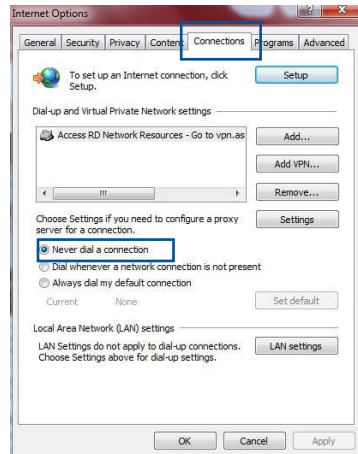 Internet Options
General Security Privacy Content Connections Programs Advanced
To set up an Internet connection, click
Setup.
Setup
Dial-up and Virtual Private Network settings
Access RD Network Resources - Go to vpn.as
Add...
Add VPN...
Remove...
Choose Settings if you need to configure a proxy
server for a connection.
Settings
Never dial a connection
Dial whenever a network connection is not present
Always dial my default connection
Current None
Set default
Local Area Network (LAN) settings
LAN Settings do not apply to dial-up connections.
Choose Settings above for dial-up settings.
LAN settings
OK Cancel Apply